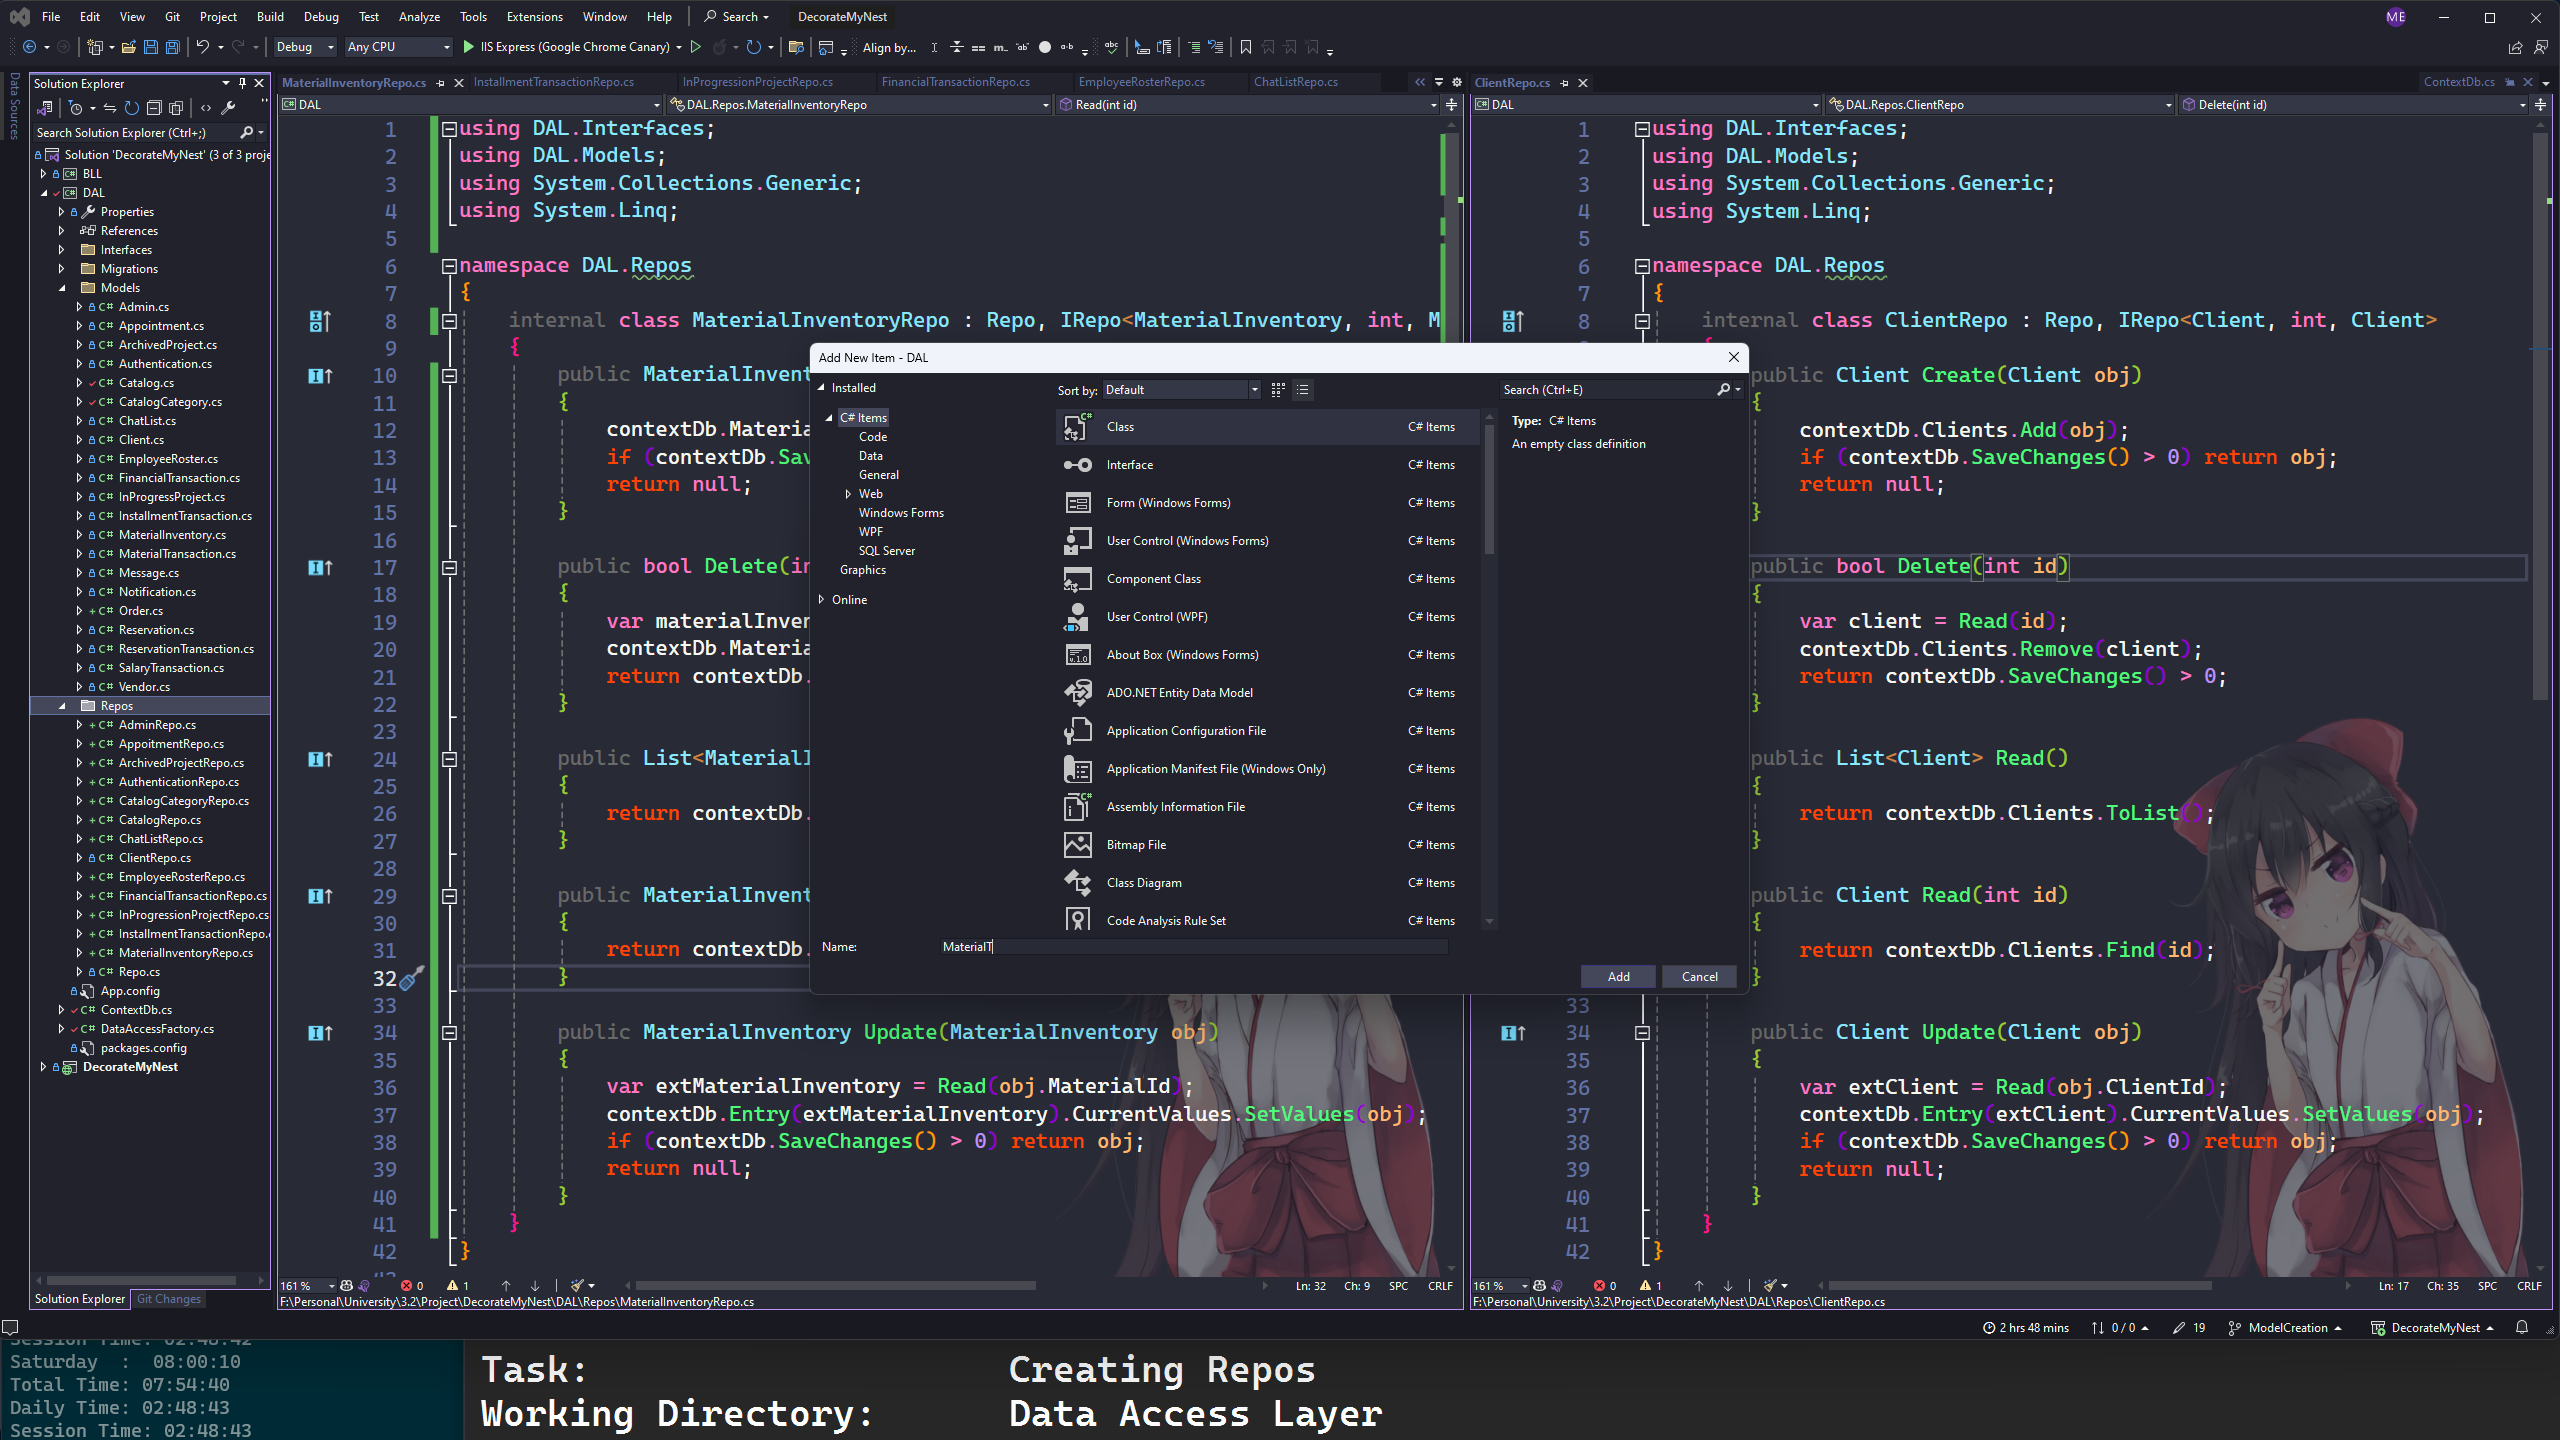 File Edit View Git Project Build Debug Test Analyze Tools Extensions Window Help Search DecorateMyNest ME
Debug Any CPU IIS Express (Google Chrome Canary) Align by...
Data Sources
Solution Explorer
Search Solution Explorer (Ctrl+;)
Solution 'DecorateMyNest' (3 of 3 proje
BLL
DAL
Properties
References
Interfaces
Migrations
Models
Admin.cs
Appointment.cs
ArchivedProject.cs
Authentication.cs
Catalog.cs
CatalogCategory.cs
ChatList.cs
Client.cs
EmployeeRoster.cs
FinancialTransaction.cs
InProgressProject.cs
InstallmentTransaction.cs
MaterialInventory.cs
MaterialTransaction.cs
Message.cs
Notification.cs
Order.cs
Reservation.cs
ReservationTransaction.cs
SalaryTransaction.cs
Vendor.cs
Repos
AdminRepo.cs
AppoitmentRepo.cs
ArchivedProjectRepo.cs
AuthenticationRepo.cs
CatalogCategoryRepo.cs
CatalogRepo.cs
ChatListRepo.cs
ClientRepo.cs
EmployeeRosterRepo.cs
FinancialTransactionRepo.cs
InProgressionProjectRepo.cs
InstallmentTransactionRepo.
MaterialInventoryRepo.cs
Repo.cs
App.config
ContextDb.cs
DataAccessFactory.cs
packages.config
DecorateMyNest
Solution Explorer Git Changes
MaterialInventoryRepo.cs InstallmentTransactionRepo.cs InProgressionProjectRepo.cs FinancialTransactionRepo.cs EmployeeRosterRepo.cs ChatListRepo.cs
DAL DAL.Repos.MaterialInventoryRepo Read(int id)
1 using DAL.Interfaces;
2 using DAL.Models;
3 using System.Collections.Generic;
4 using System.Linq;
5
6 namespace DAL.Repos
7 {
8 internal class MaterialInventoryRepo : Repo, IRepo<MaterialInventory, int, M
9 {
10 public MaterialInvent
11 {
12 contextDb.Materia
13 if (contextDb.Sav
14 return null;
15 }
16
17 public bool Delete(in
18 {
19 var materialInven
20 contextDb.Materia
21 return contextDb.
22 }
23
24 public List<MaterialI
25 {
26 return contextDb.
27 }
28
29 public MaterialInvent
30 {
31 return contextDb.
32 }
33
34 public MaterialInventory Update(MaterialInventory obj)
35 {
36 var extMaterialInventory = Read(obj.MaterialId);
37 contextDb.Entry(extMaterialInventory).CurrentValues.SetValues(obj);
38 if (contextDb.SaveChanges() > 0) return obj;
39 return null;
40 }
41 }
42 }
161 % 0 1 Ln: 32 Ch: 9 SPC CRLF
F:\Personal\University\3.2\Project\DecorateMyNest\DAL\Repos\MaterialInventoryRepo.cs
Add New Item - DAL
Installed
C# Items
Code
Data
General
Web
Windows Forms
WPF
SQL Server
Graphics
Online
Sort by: Default
Class C# Items
Interface C# Items
Form (Windows Forms) C# Items
User Control (Windows Forms) C# Items
Component Class C# Items
User Control (WPF) C# Items
About Box (Windows Forms) C# Items
ADO.NET Entity Data Model C# Items
Application Configuration File C# Items
Application Manifest File (Windows Only) C# Items
Assembly Information File C# Items
Bitmap File C# Items
Class Diagram C# Items
Code Analysis Rule Set C# Items
Search (Ctrl+E)
Type: C# Items
An empty class definition
Name: MaterialT
Add Cancel
ClientRepo.cs ContextDb.cs
DAL DAL.Repos.ClientRepo Delete(int id)
1 using DAL.Interfaces;
2 using DAL.Models;
3 using System.Collections.Generic;
4 using System.Linq;
5
6 namespace DAL.Repos
7 {
8 internal class ClientRepo : Repo, IRepo<Client, int, Client>
public Client Create(Client obj)
{
contextDb.Clients.Add(obj);
if (contextDb.SaveChanges() > 0) return obj;
return null;
}
public bool Delete(int id)
{
var client = Read(id);
contextDb.Clients.Remove(client);
return contextDb.SaveChanges() > 0;
}
public List<Client> Read()
{
return contextDb.Clients.ToList();
}
public Client Read(int id)
{
return contextDb.Clients.Find(id);
}
33
34 public Client Update(Client obj)
35 {
36 var extClient = Read(obj.ClientId);
37 contextDb.Entry(extClient).CurrentValues.SetValues(obj);
38 if (contextDb.SaveChanges() > 0) return obj;
39 return null;
40 }
41 }
42 }
161 % 0 1 Ln: 17 Ch: 35 SPC CRLF
F:\Personal\University\3.2\Project\DecorateMyNest\DAL\Repos\ClientRepo.cs
2 hrs 48 mins 0 / 0 19 ModelCreation DecorateMyNest
Session Time: 02:48:42
Saturday : 08:00:10
Total Time: 07:54:40
Daily Time: 02:48:43
Session Time: 02:48:43
Task: Creating Repos
Working Directory: Data Access Layer